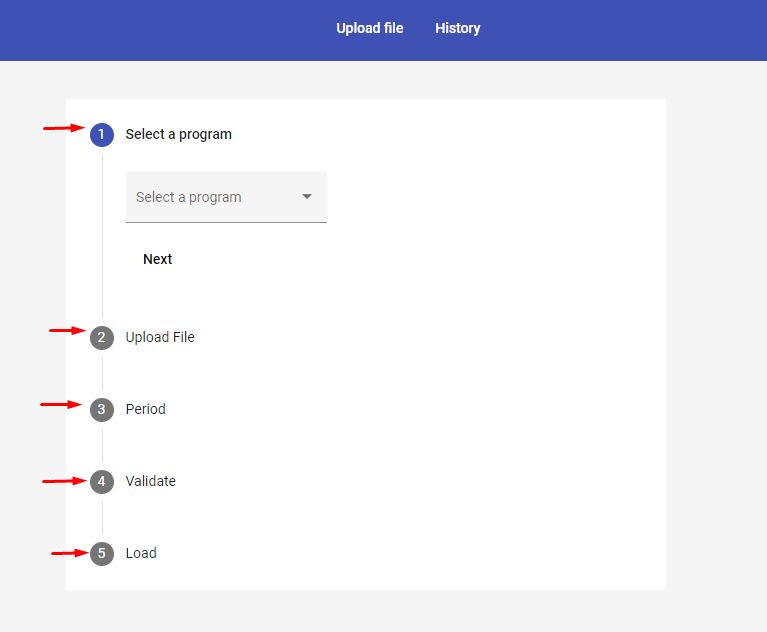 Upload file History
1 Select a program
Select a program
Next
2 Upload File
3 Period
4 Validate
5 Load